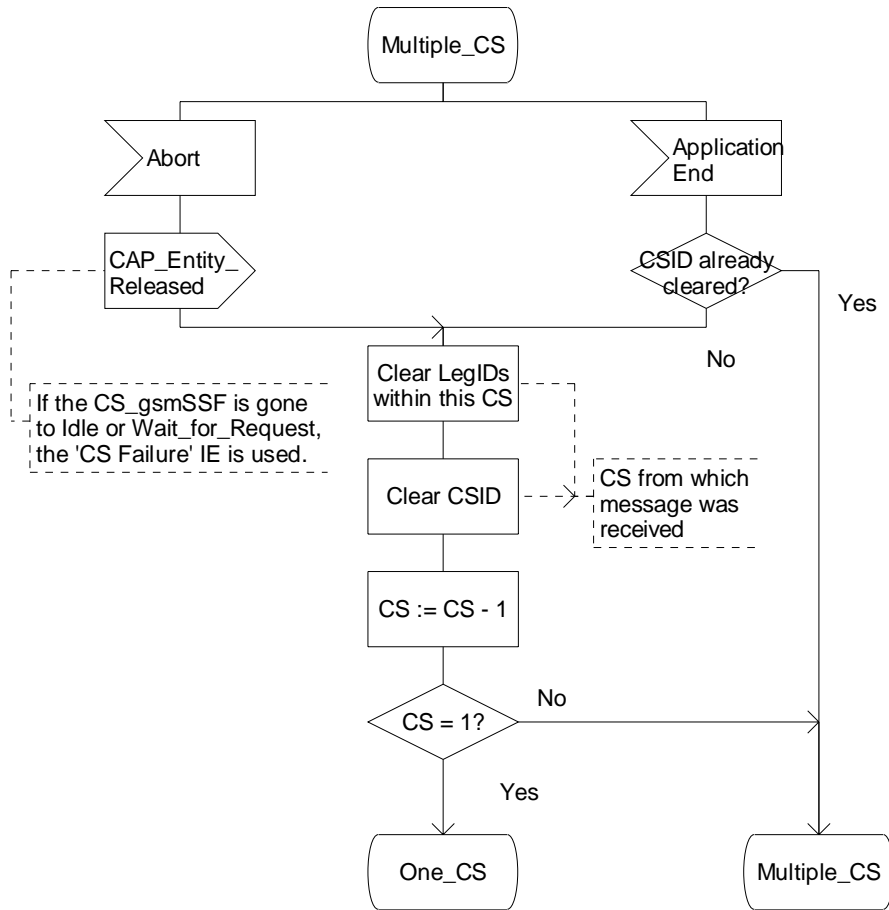 Multiple_CS
Abort
Application
End
CAP_Entity_
Released
CSID already
cleared?
Yes
No
Clear LegIDs
within this CS
If the CS_gsmSSF is gone
to Idle or Wait_for_Request,
the 'CS Failure' IE is used.
Clear CSID
CS from which
message was
received
CS := CS - 1
CS = 1?
No
Yes
One_CS
Multiple_CS